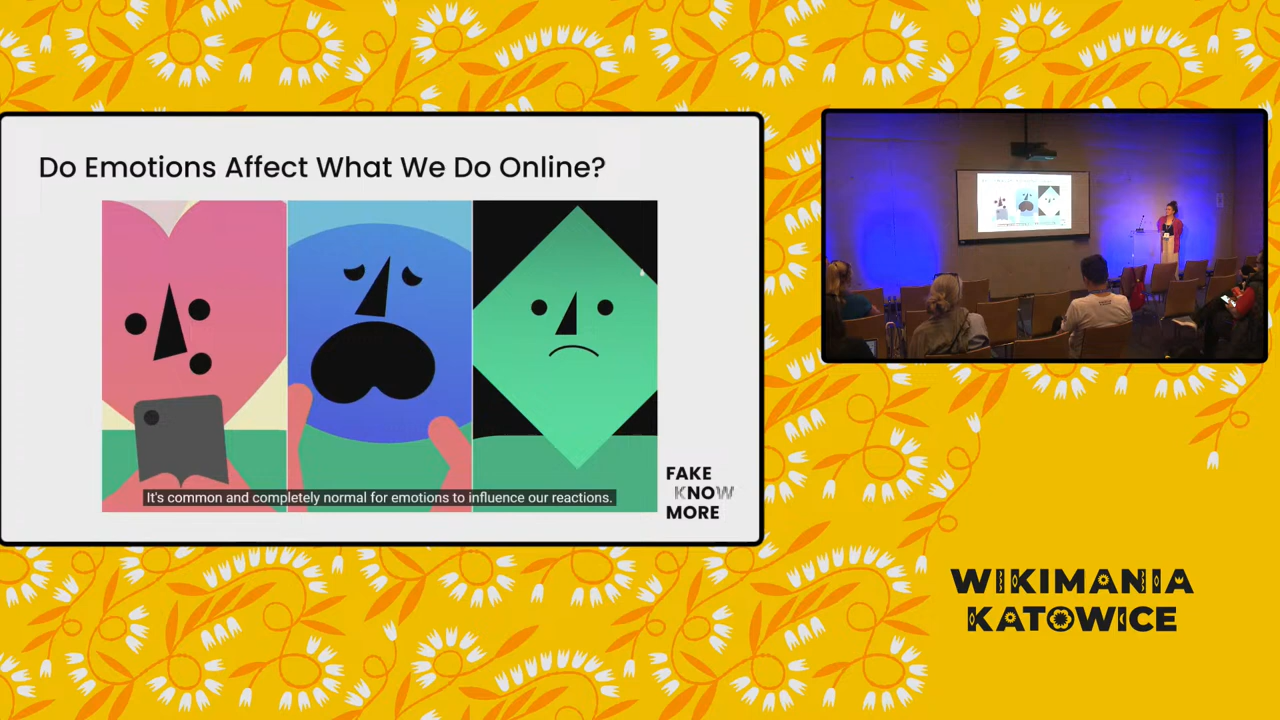 Do Emotions Affect What We Do Online?
It's common and completely normal for emotions to influence our reactions.
FAKE
KNOW
MORE
WIKIMANIA
KATOWICE